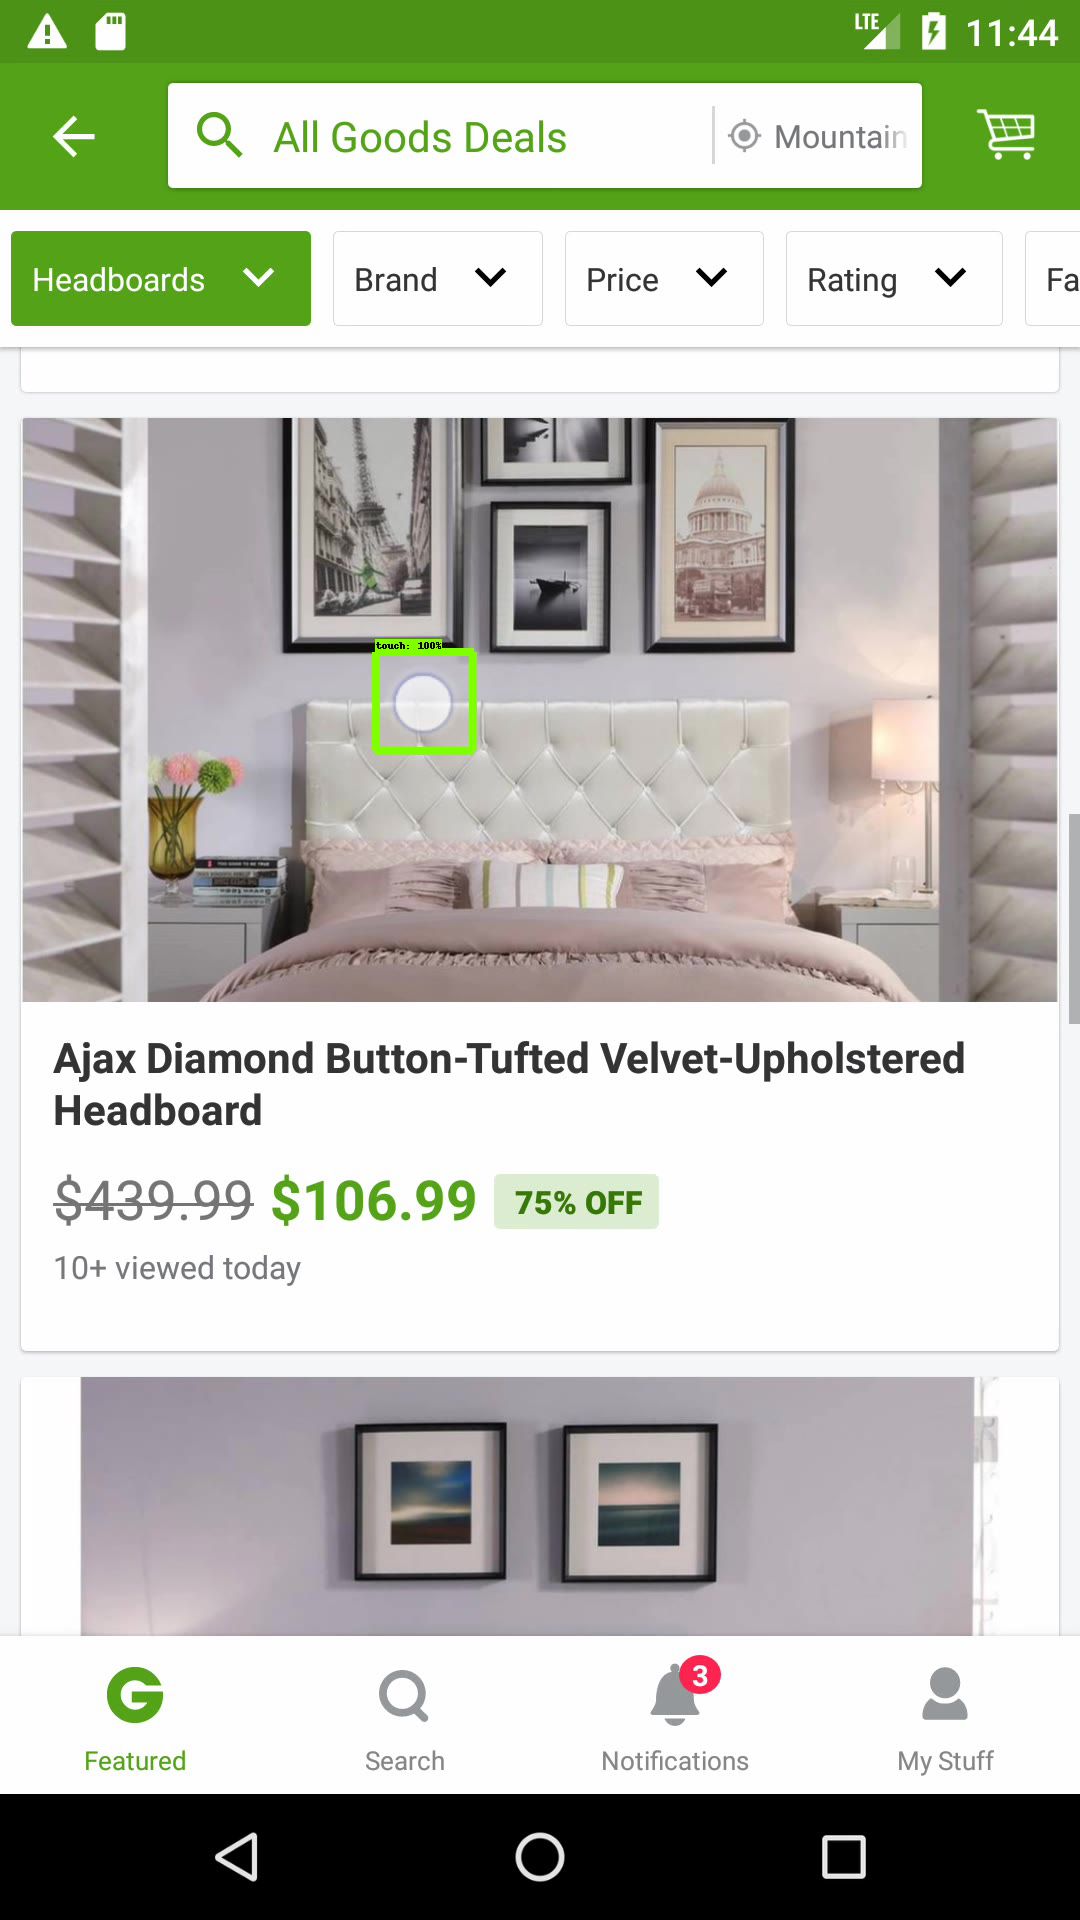 LTE 11:44
All Goods Deals Mountain
Headboards Brand Price Rating Fa
touch: 100%
Ajax Diamond Button-Tufted Velvet-Upholstered
Headboard
$439.99 $106.99 75% OFF
10+ viewed today
3
Featured Search Notifications My Stuff